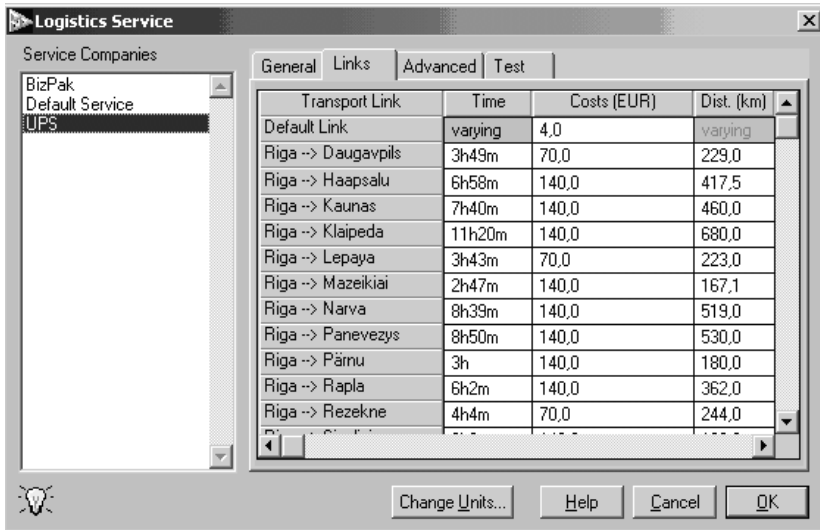 Logistics Service
Service Companies
BizPak
Default Service
UPS
General Links Advanced Test
Transport Link Time Costs (EUR) Dist. (km)
Default Link varying 4,0 varying
Riga --> Daugavpils 3h49m 70,0 229,0
Riga --> Haapsalu 6h58m 140,0 417,5
Riga --> Kaunas 7h40m 140,0 460,0
Riga --> Klaipeda 11h20m 140,0 680,0
Riga --> Lepaya 3h43m 70,0 223,0
Riga --> Mazeikiai 2h47m 140,0 167,1
Riga --> Narva 8h39m 140,0 519,0
Riga --> Panevezys 8h50m 140,0 530,0
Riga --> Pärnu 3h 140,0 180,0
Riga --> Rapla 6h2m 140,0 362,0
Riga --> Rezekne 4h4m 70,0 244,0
Change Units... Help Cancel OK